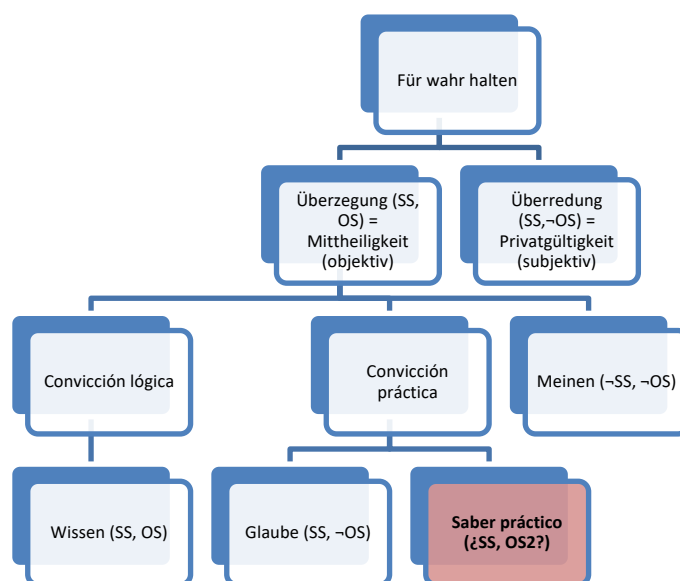 Für wahr halten
Überzegung (SS,
OS) =
Mittheiligkeit
(objektiv)
Überredung
(SS,¬OS) =
Privatgültigkeit
(subjektiv)
Convicción lógica
Convicción
práctica
Meinen (¬SS, ¬OS)
Wissen (SS, OS)
Glaube (SS, ¬OS)
Saber práctico
(¿SS, OS2?)